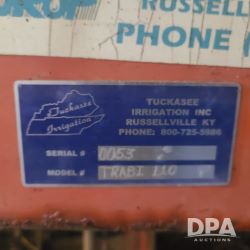 RUSSELLV
PHONE
Tuckasee
Irrigation
TUCKASEE
IRRIGATION INC
RUSSELLVILLE KY
PHONE: 800-725-5986
SERIAL # 0053
MODEL # TRABI 110
DPA
AUCTIONS